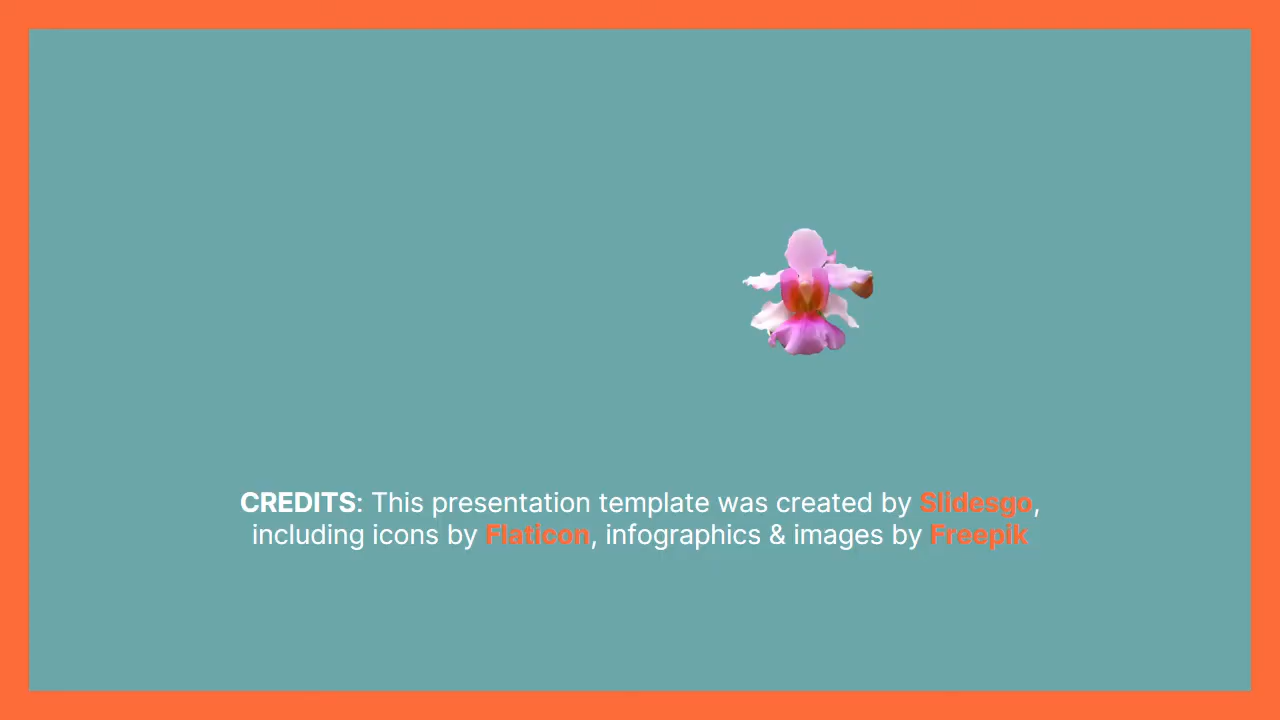 CREDITS: This presentation template was created by Slidesgo,
including icons by Flaticon, infographics & images by Freepik